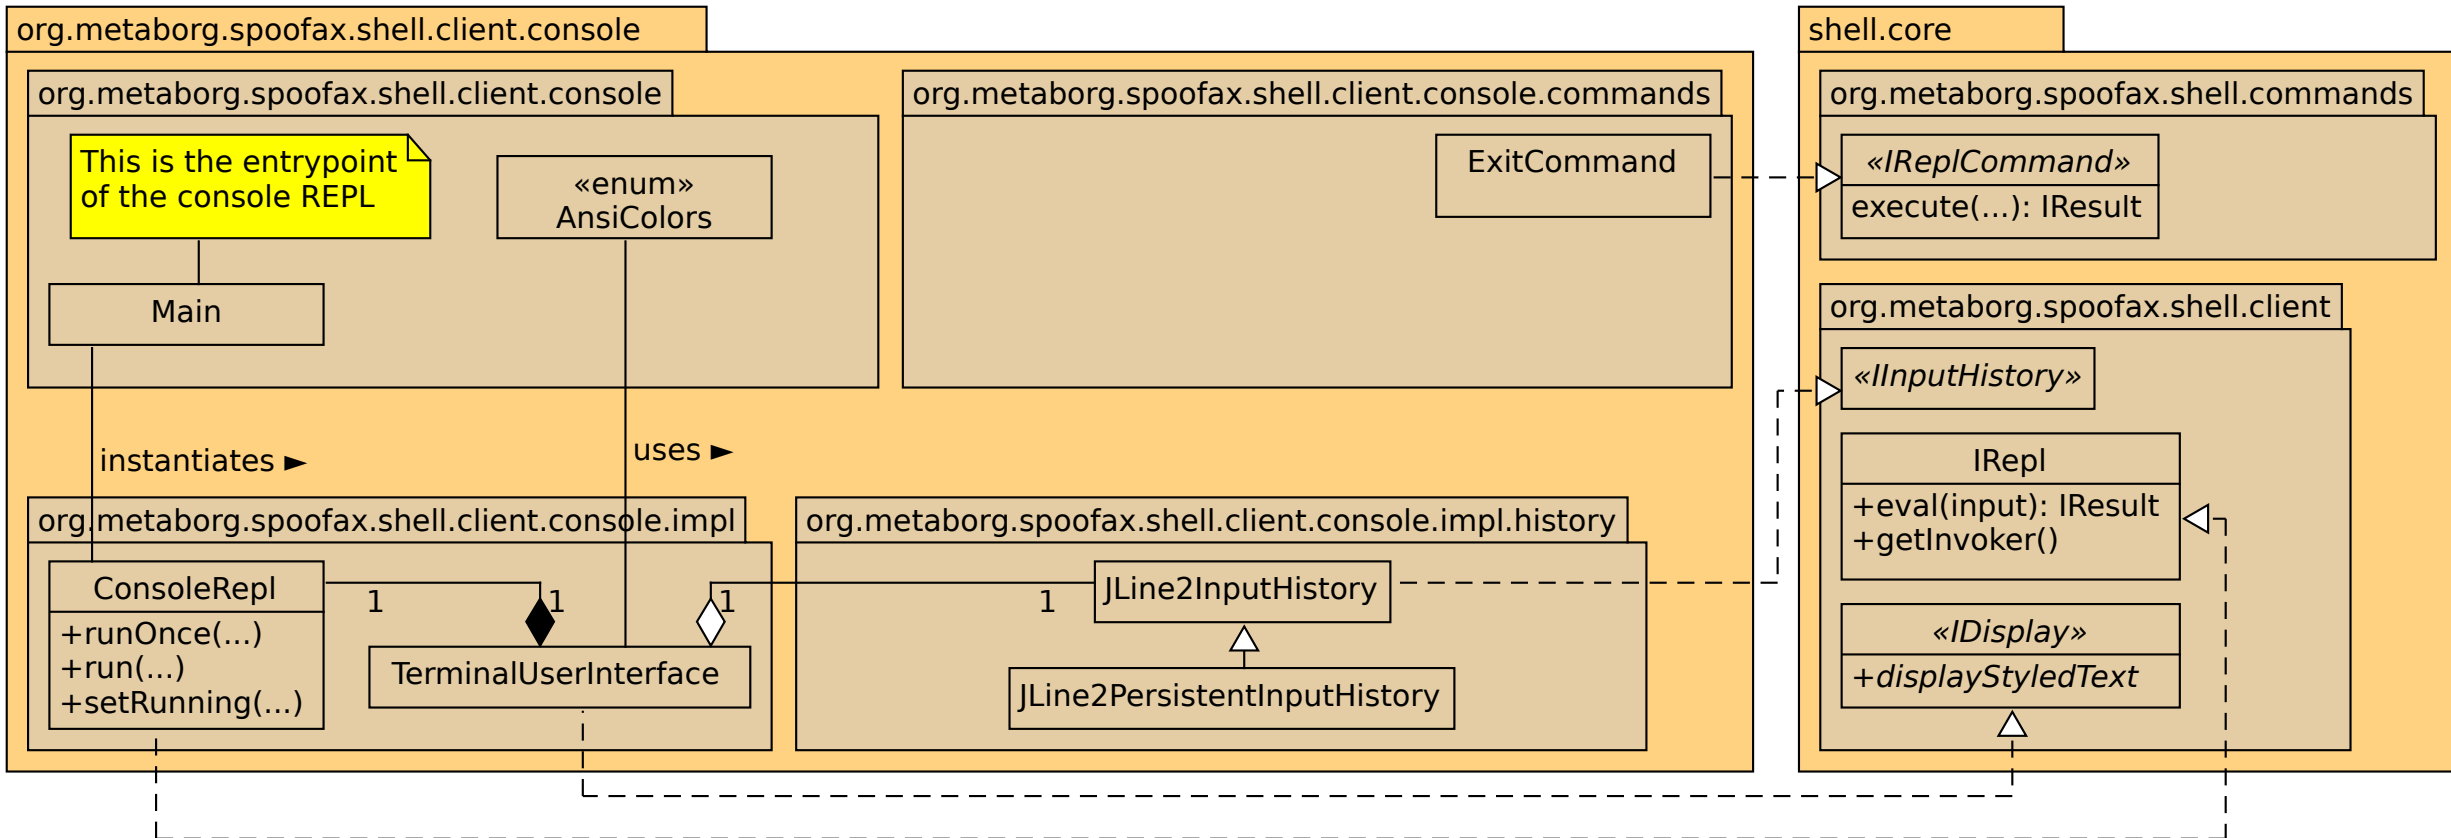 org.metaborg.spoofax.shell.client.console
org.metaborg.spoofax.shell.client.console
This is the entrypoint
of the console REPL
«enum»
AnsiColors
Main
org.metaborg.spoofax.shell.client.console.commands
ExitCommand
instantiates ►
uses ►
org.metaborg.spoofax.shell.client.console.impl
ConsoleRepl
+runOnce(...)
+run(...)
+setRunning(...)
1
1
TerminalUserInterface
org.metaborg.spoofax.shell.client.console.impl.history
1
1
JLine2InputHistory
JLine2PersistentInputHistory
shell.core
org.metaborg.spoofax.shell.commands
«IReplCommand»
execute(...): IResult
org.metaborg.spoofax.shell.client
«IInputHistory»
IRepl
+eval(input): IResult
+getInvoker()
«IDisplay»
+displayStyledText